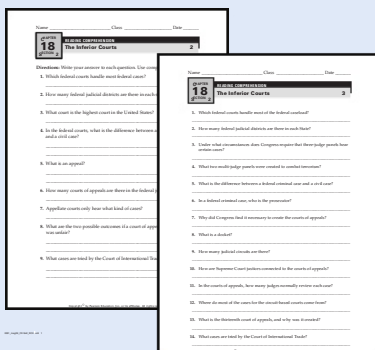 Name Class Date
CHAPTER
18
SECTION 2
READING COMPREHENSION
The Inferior Courts 2
Directions: Write your answer to each question. Use
1. Which federal courts handle most federal cases?
2. How many federal judicial districts are there in each
3. What court is the highest court in the United States?
4. In the federal courts, what is the difference between a
and a civil case?
5. What is an appeal?
6. How many courts of appeals are there in the federal
7. Appellate courts only hear what kind of cases?
8. What are the two possible outcomes if a court of
was unfair?
9. What cases are tried by the Court of International
Name Class Date
CHAPTER
18
SECTION 2
READING COMPREHENSION
The Inferior Courts 3
1. Which federal courts handle most of the federal caseload?
2. How many federal judicial districts are there in each State?
3. Under what circumstances does Congress require that three-judge panels hear
certain cases?
4. What two multi-judge panels were created to combat terrorism?
5. What is the difference between a federal criminal case and a civil case?
6. In a federal criminal case, who is the prosecutor?
7. Why did Congress find it necessary to create the courts of appeals?
8. What is a docket?
9. How many judicial circuits are there?
10. How are Supreme Court justices connected to the courts of appeals?
11. In the courts of appeals, how many judges normally review each case?
12. Where do most of the cases for the circuit-based courts come from?
13. What is the thirteenth court of appeals, and why was it created?
14. What cases are tried by the Court of International Trade?